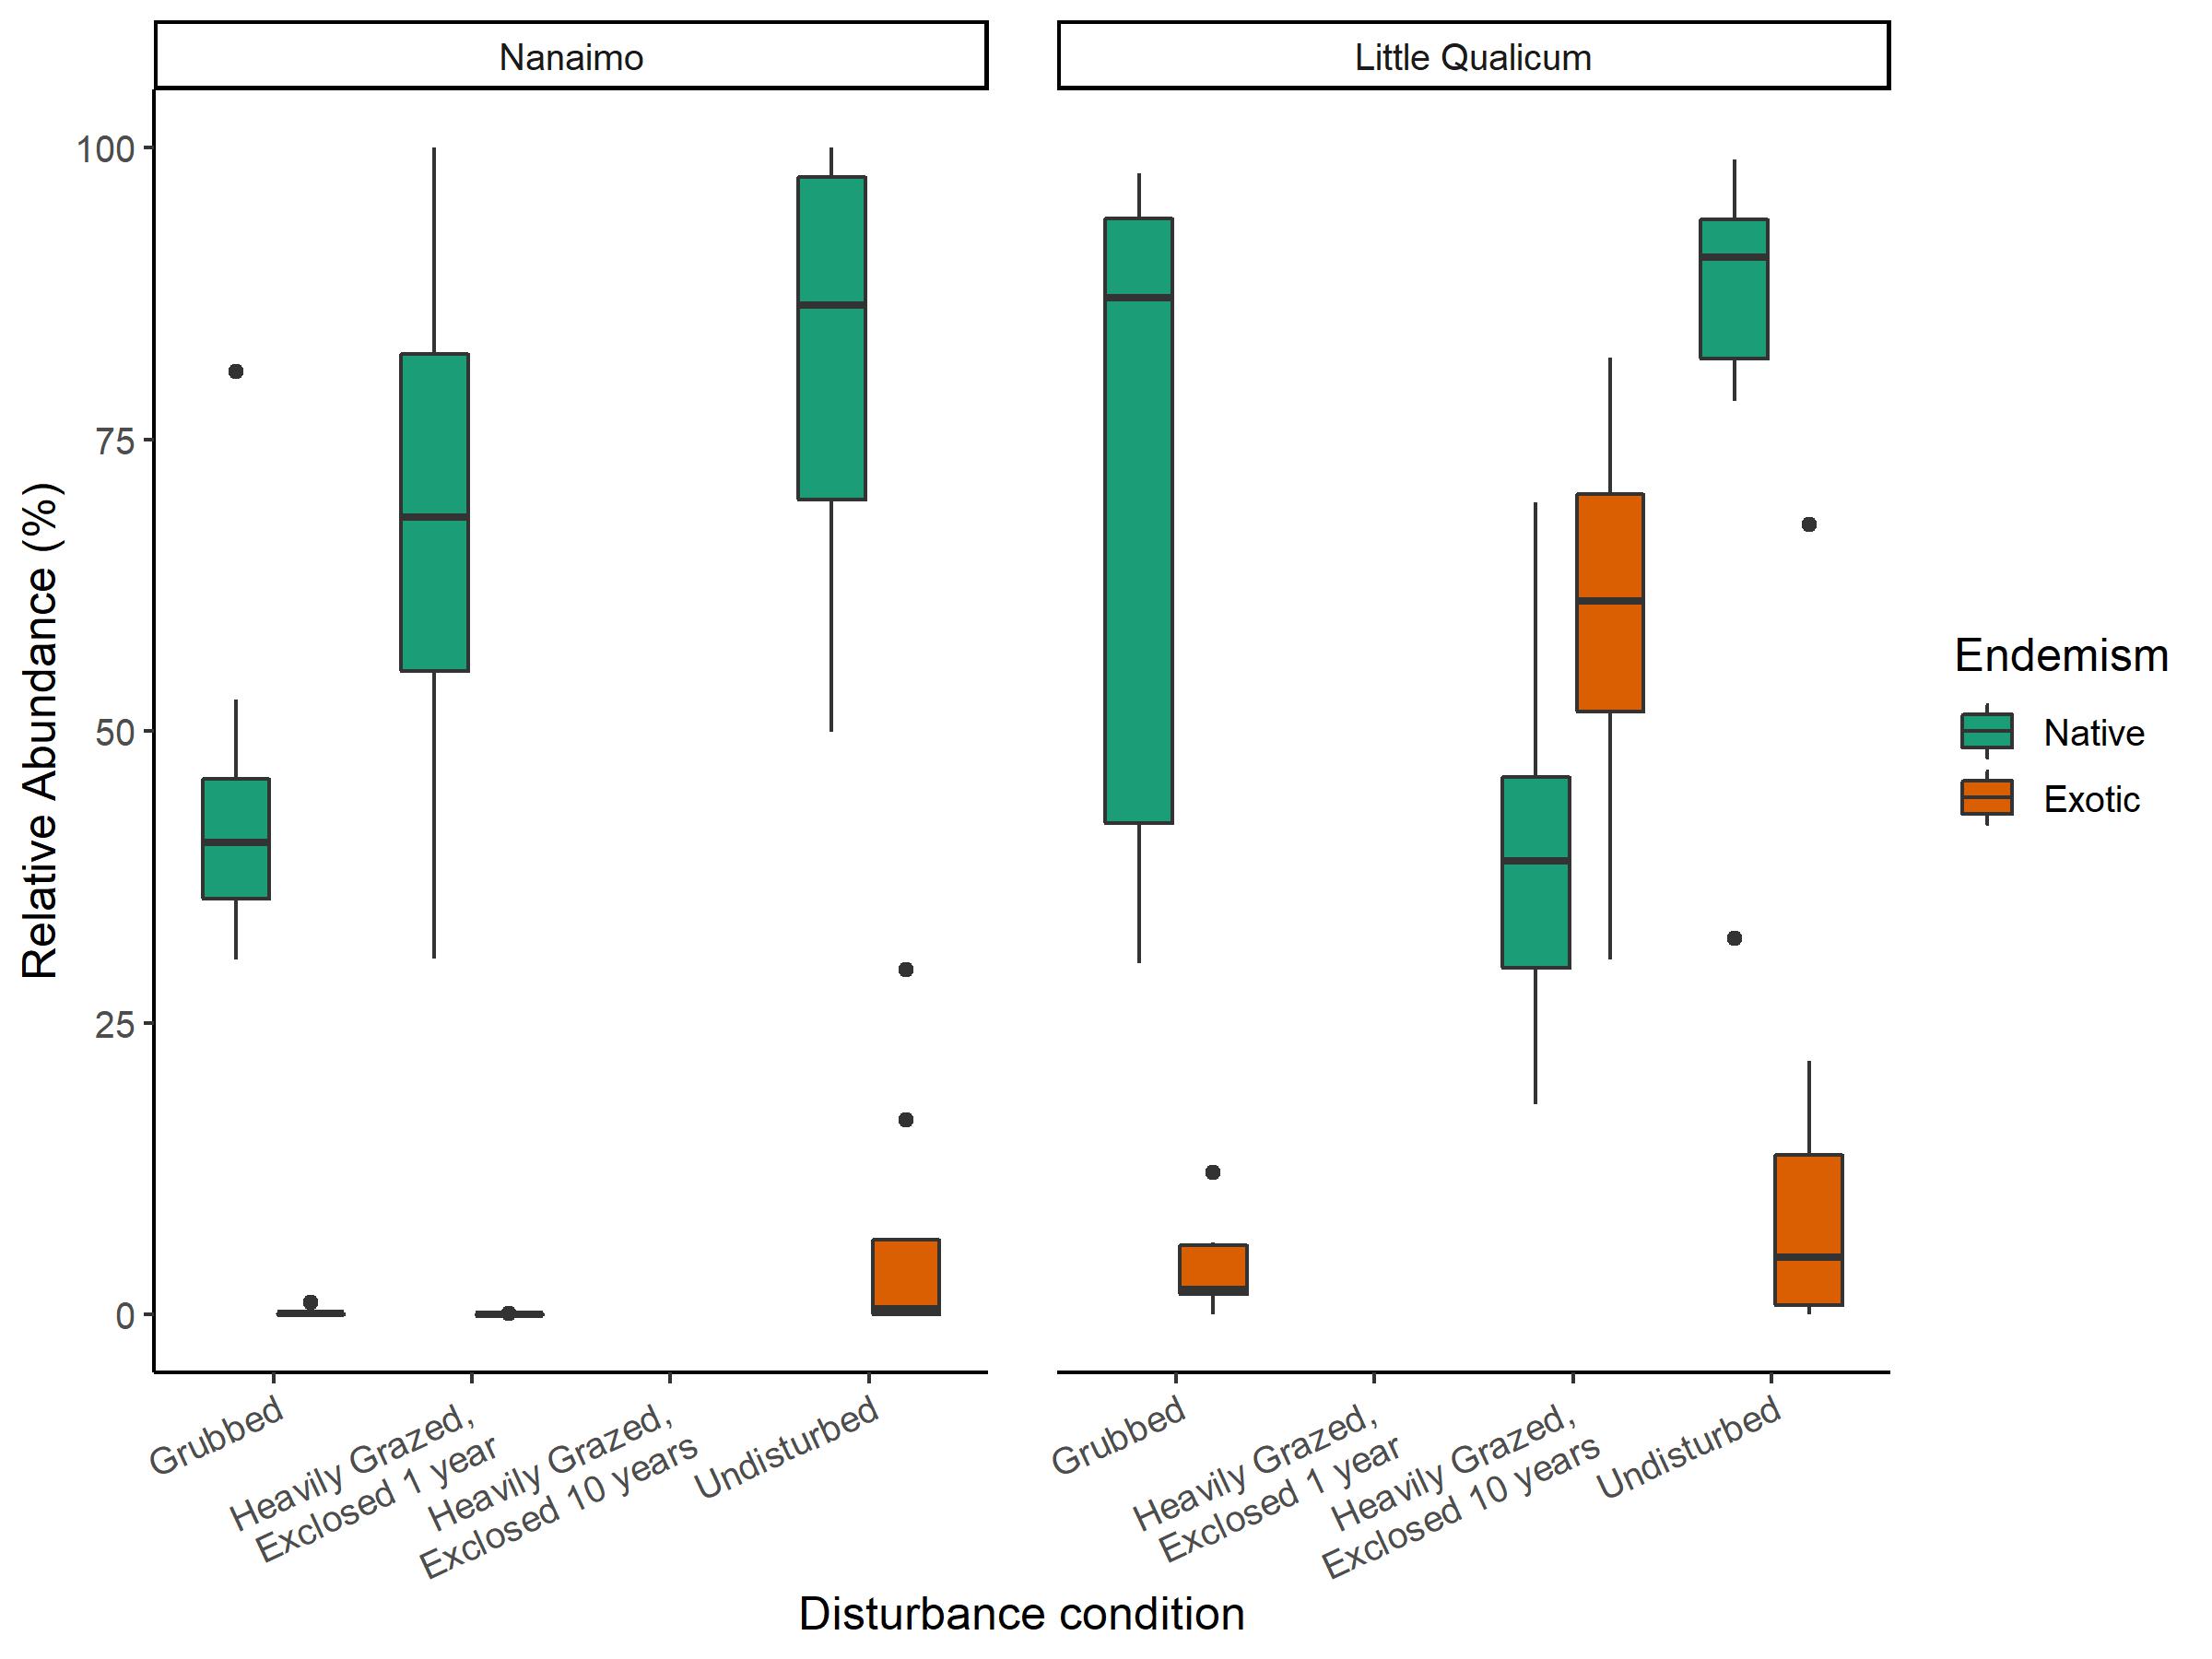 Nanaimo
Little Qualicum
Relative Abundance (%)
100
75
50
25
0
Grubbed
Heavily Grazed,
Exclosed 1 year
Heavily Grazed,
Exclosed 10 years
Undisturbed
Grubbed
Heavily Grazed,
Exclosed 1 year
Heavily Grazed,
Exclosed 10 years
Undisturbed
Disturbance condition
Endemism
Native
Exotic